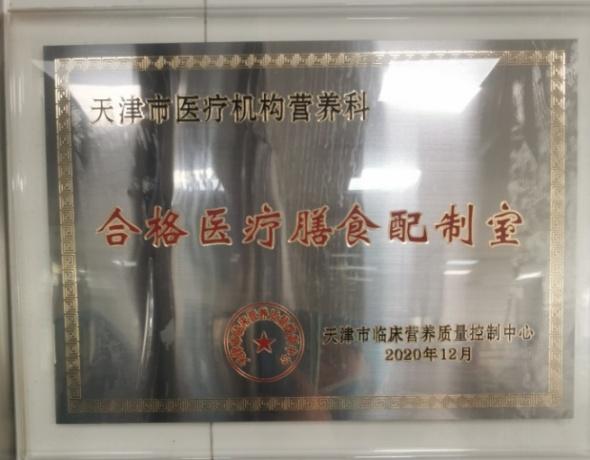 天津市医疗机构营养科
合格医疗膳食配制室
天津市临床营养质量控制中心
2020年12月